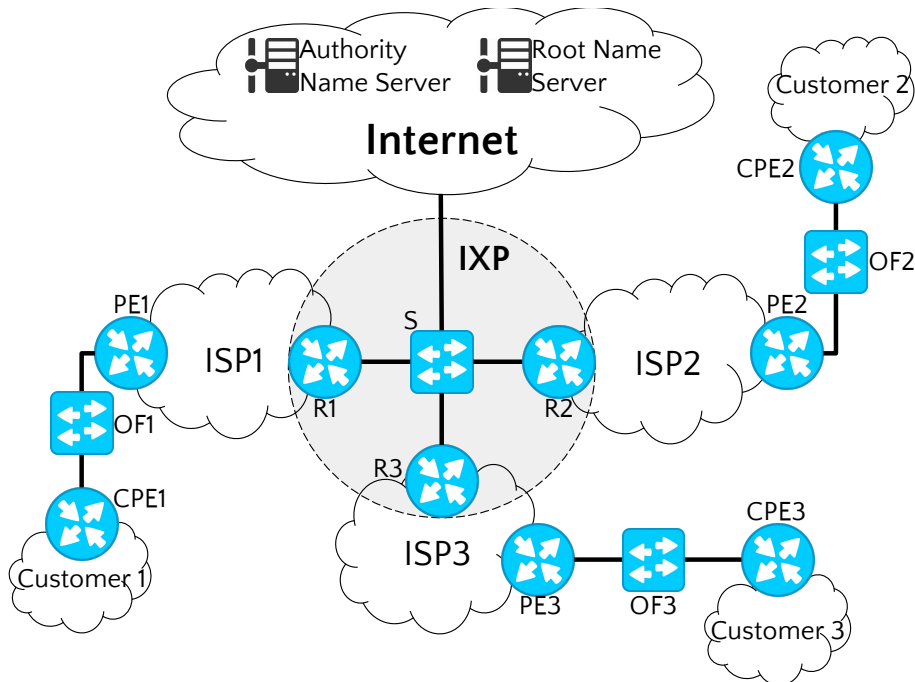 Authority
Name Server
Root Name
Server
Internet
Customer 2
CPE2
IXP
OF2
PE1
S
PE2
ISP1
ISP2
R1
R2
OF1
R3
CPE1
CPE3
ISP3
Customer 1
PE3
OF3
Customer 3